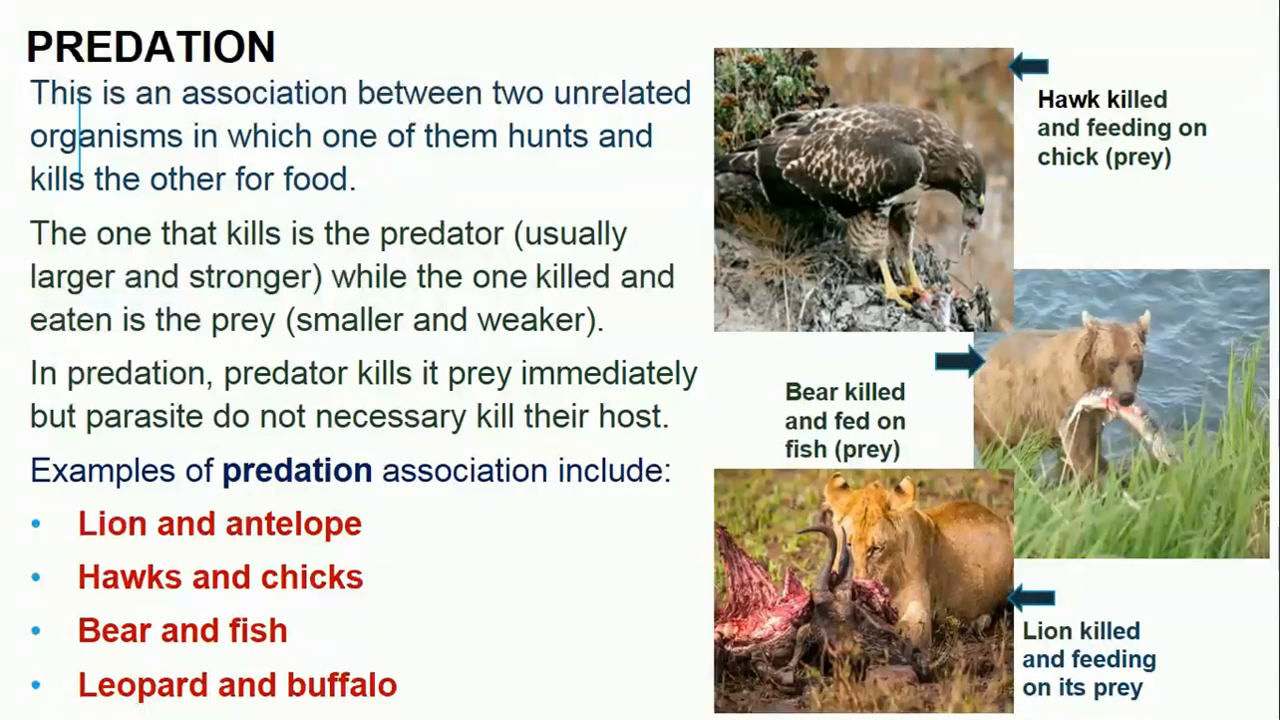 PREDATION
This is an association between two unrelated
organisms in which one of them hunts and
kills the other for food.
The one that kills is the predator (usually
larger and stronger) while the one killed and
eaten is the prey (smaller and weaker).
In predation, predator kills it prey immediately
but parasite do not necessary kill their host.
Examples of predation association include:
• Lion and antelope
• Hawks and chicks
• Bear and fish
• Leopard and buffalo
Hawk killed
and feeding on
chick (prey)
Bear killed
and fed on
fish (prey)
Lion killed
and feeding
on its prey